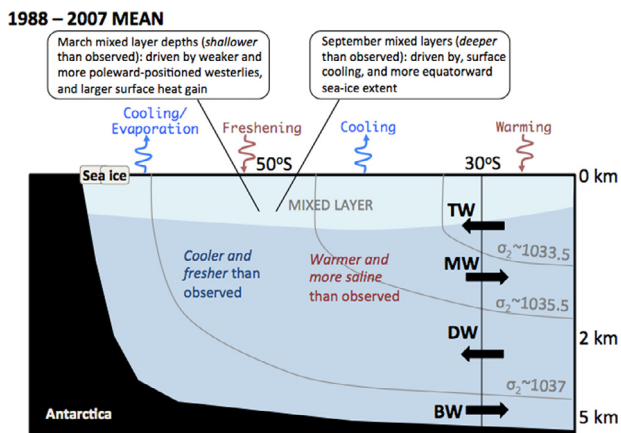 1988 – 2007 MEAN
March mixed layer depths (shallower
than observed): driven by weaker and
more poleward-positioned westerlies,
and larger surface heat gain
September mixed layers (deeper
than observed): driven by, surface
cooling, and more equatorward
sea-ice extent
Cooling/
Evaporation
Freshening
Cooling
Warming
50°S
30°S
0 km
Sea ice
MIXED LAYER
TW
σ₂~1033.5
Cooler and
fresher than
observed
Warmer and
more saline
than observed
MW
σ₂~1035.5
DW
2 km
σ₂~1037
Antarctica
BW
5 km